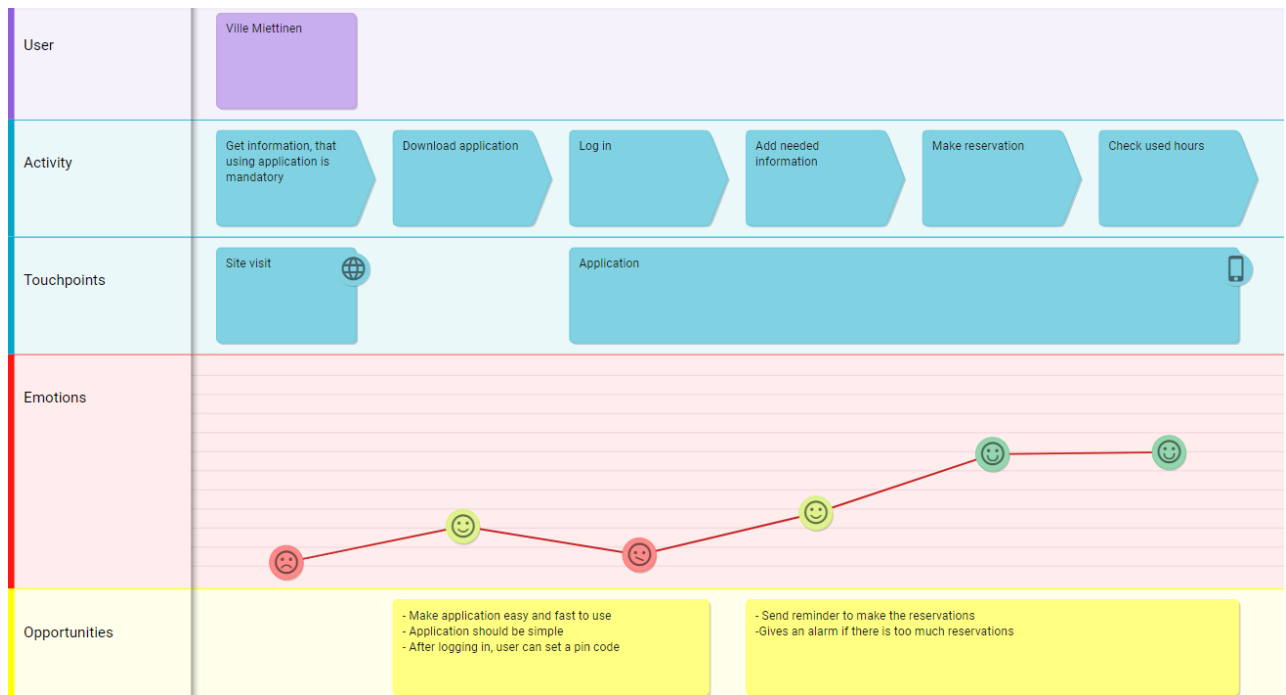 User
Ville Miettinen
Activity
Get information, that
using application is
mandatory
Download application
Log in
Add needed
information
Make reservation
Check used hours
Touchpoints
Site visit
Application
Emotions
Opportunities
- Make application easy and fast to use
- Application should be simple
- After logging in, user can set a pin code
- Send reminder to make the reservations
-Gives an alarm if there is too much reservations